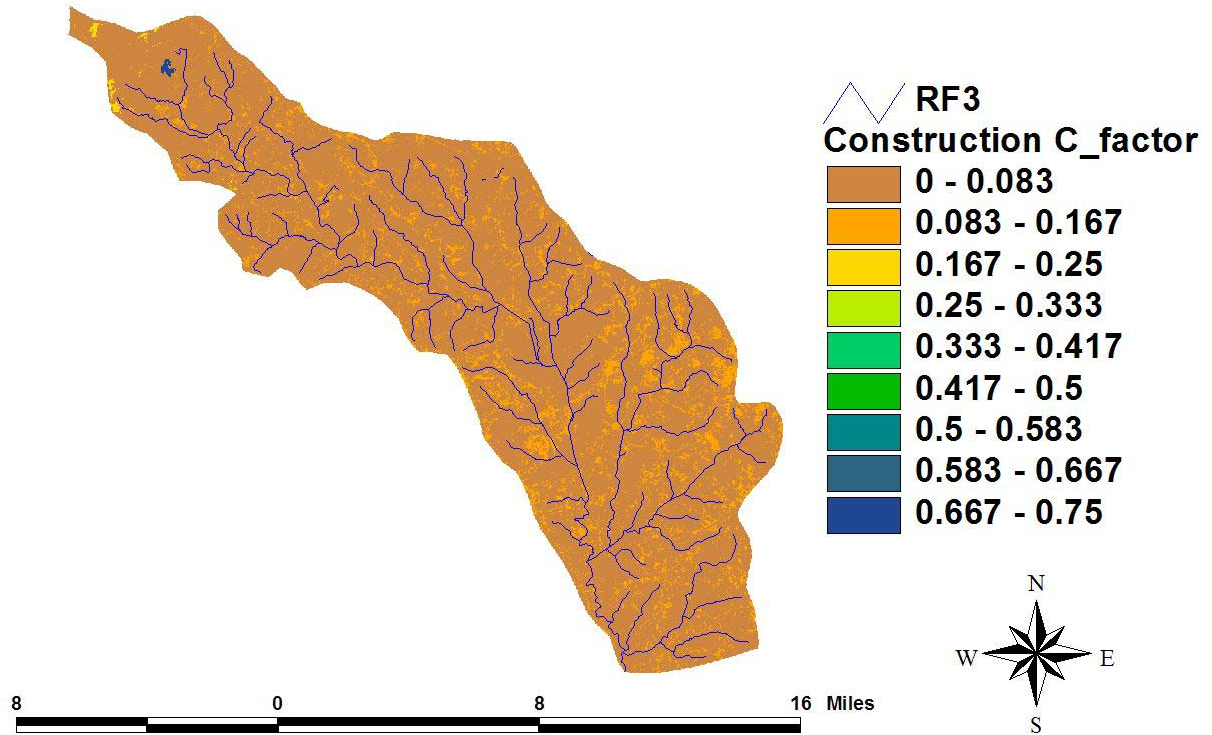 RF3
Construction C_factor
0 - 0.083
0.083 - 0.167
0.167 - 0.25
0.25 - 0.333
0.333 - 0.417
0.417 - 0.5
0.5 - 0.583
0.583 - 0.667
0.667 - 0.75
N
W E
S
8 0 8 16 Miles